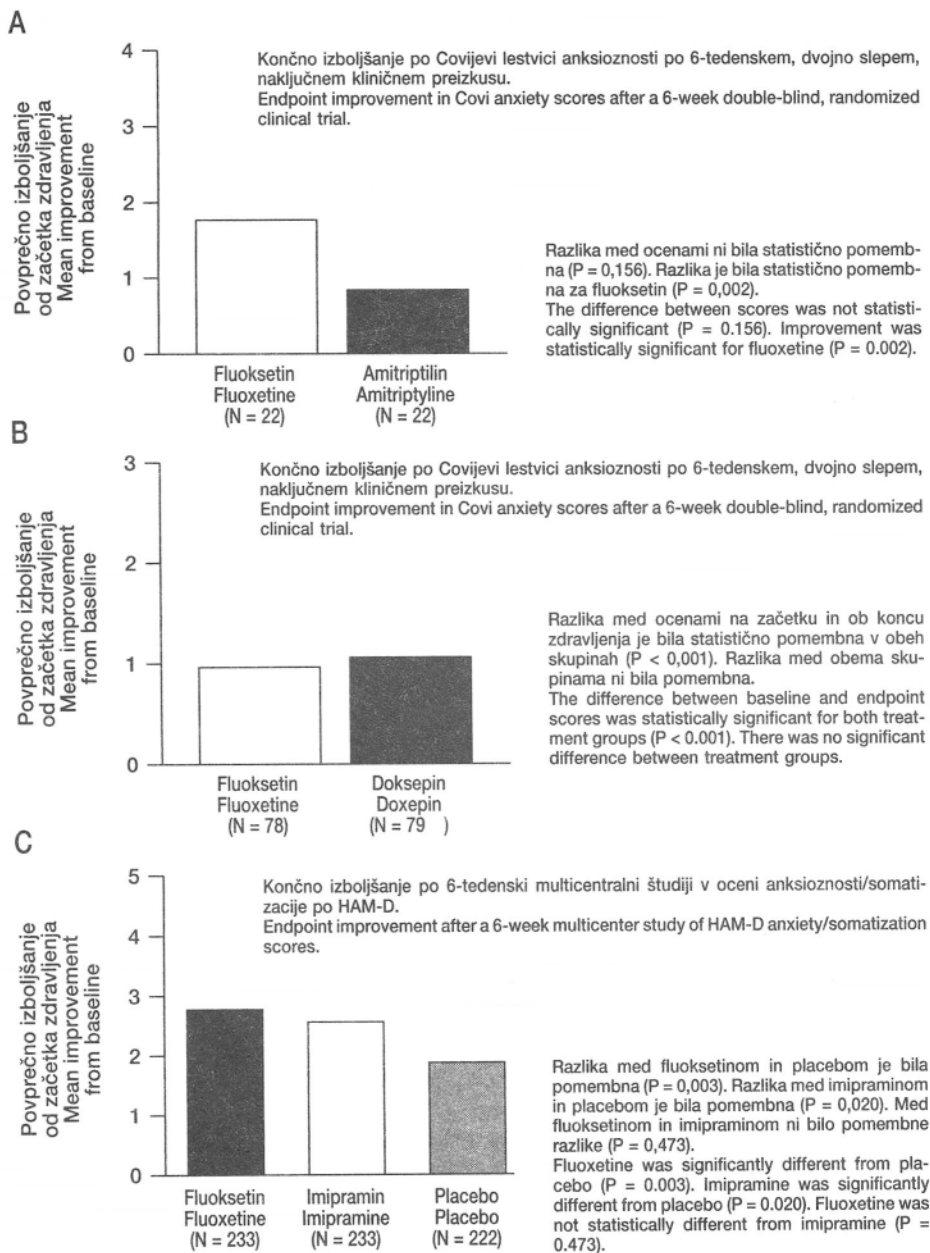 A
Povprečno izboljšanje
od začetka zdravljenja
Mean improvement
from baseline
4
3
2
1
0
Končno izboljšanje po Covijevi lestvici anksioznosti po 6-tedenskem, dvojno slepem,
naključnem kliničnem preizkusu.
Endpoint improvement in Covi anxiety scores after a 6-week double-blind, randomized
clinical trial.
Razlika med ocenami ni bila statistično pomemb-
na (P = 0,156). Razlika je bila statistično pomemb-
na za fluoksetin (P = 0,002).
The difference between scores was not statisti-
cally significant (P = 0.156). Improvement was
statistically significant for fluoxetine (P = 0.002).
Fluoksetin
Fluoxetine
(N = 22)
Amitriptilin
Amitriptyline
(N = 22)
B
Povprečno izboljšanje
od začetka zdravljenja
Mean improvement
from baseline
3
2
1
0
Končno izboljšanje po Covijevi lestvici anksioznosti po 6-tedenskem, dvojno slepem,
naključnem kliničnem preizkusu.
Endpoint improvement in Covi anxiety scores after a 6-week double-blind, randomized
clinical trial.
Razlika med ocenami na začetku in ob koncu
zdravljenja je bila statistično pomembna v obeh
skupinah (P < 0,001). Razlika med obema sku-
pinama ni bila pomembna.
The difference between baseline and endpoint
scores was statistically significant for both treat-
ment groups (P < 0.001). There was no significant
difference between treatment groups.
Fluoksetin
Fluoxetine
(N = 78)
Doksepin
Doxepin
(N = 79 )
C
Povprečno izboljšanje
od začetka zdravljenja
Mean improvement
from baseline
5
4
3
2
1
0
Končno izboljšanje po 6-tedenski multicentralni študiji v oceni anksioznosti/somati-
zacije po HAM-D.
Endpoint improvement after a 6-week multicenter study of HAM-D anxiety/somatization
scores.
Razlika med fluoksetinom in placebom je bila
pomembna (P = 0,003). Razlika med imipraminom
in placebom je bila pomembna (P = 0,020). Med
fluoksetinom in imipraminom ni bilo pomembne
razlike (P = 0,473).
Fluoxetine was significantly different from pla-
cebo (P = 0.003). Imipramine was significantly
different from placebo (P = 0.020). Fluoxetine was
not statistically different from imipramine (P =
0.473).
Fluoksetin
Fluoxetine
(N = 233)
Imipramin
Imipramine
(N = 233)
Placebo
Placebo
(N = 222)